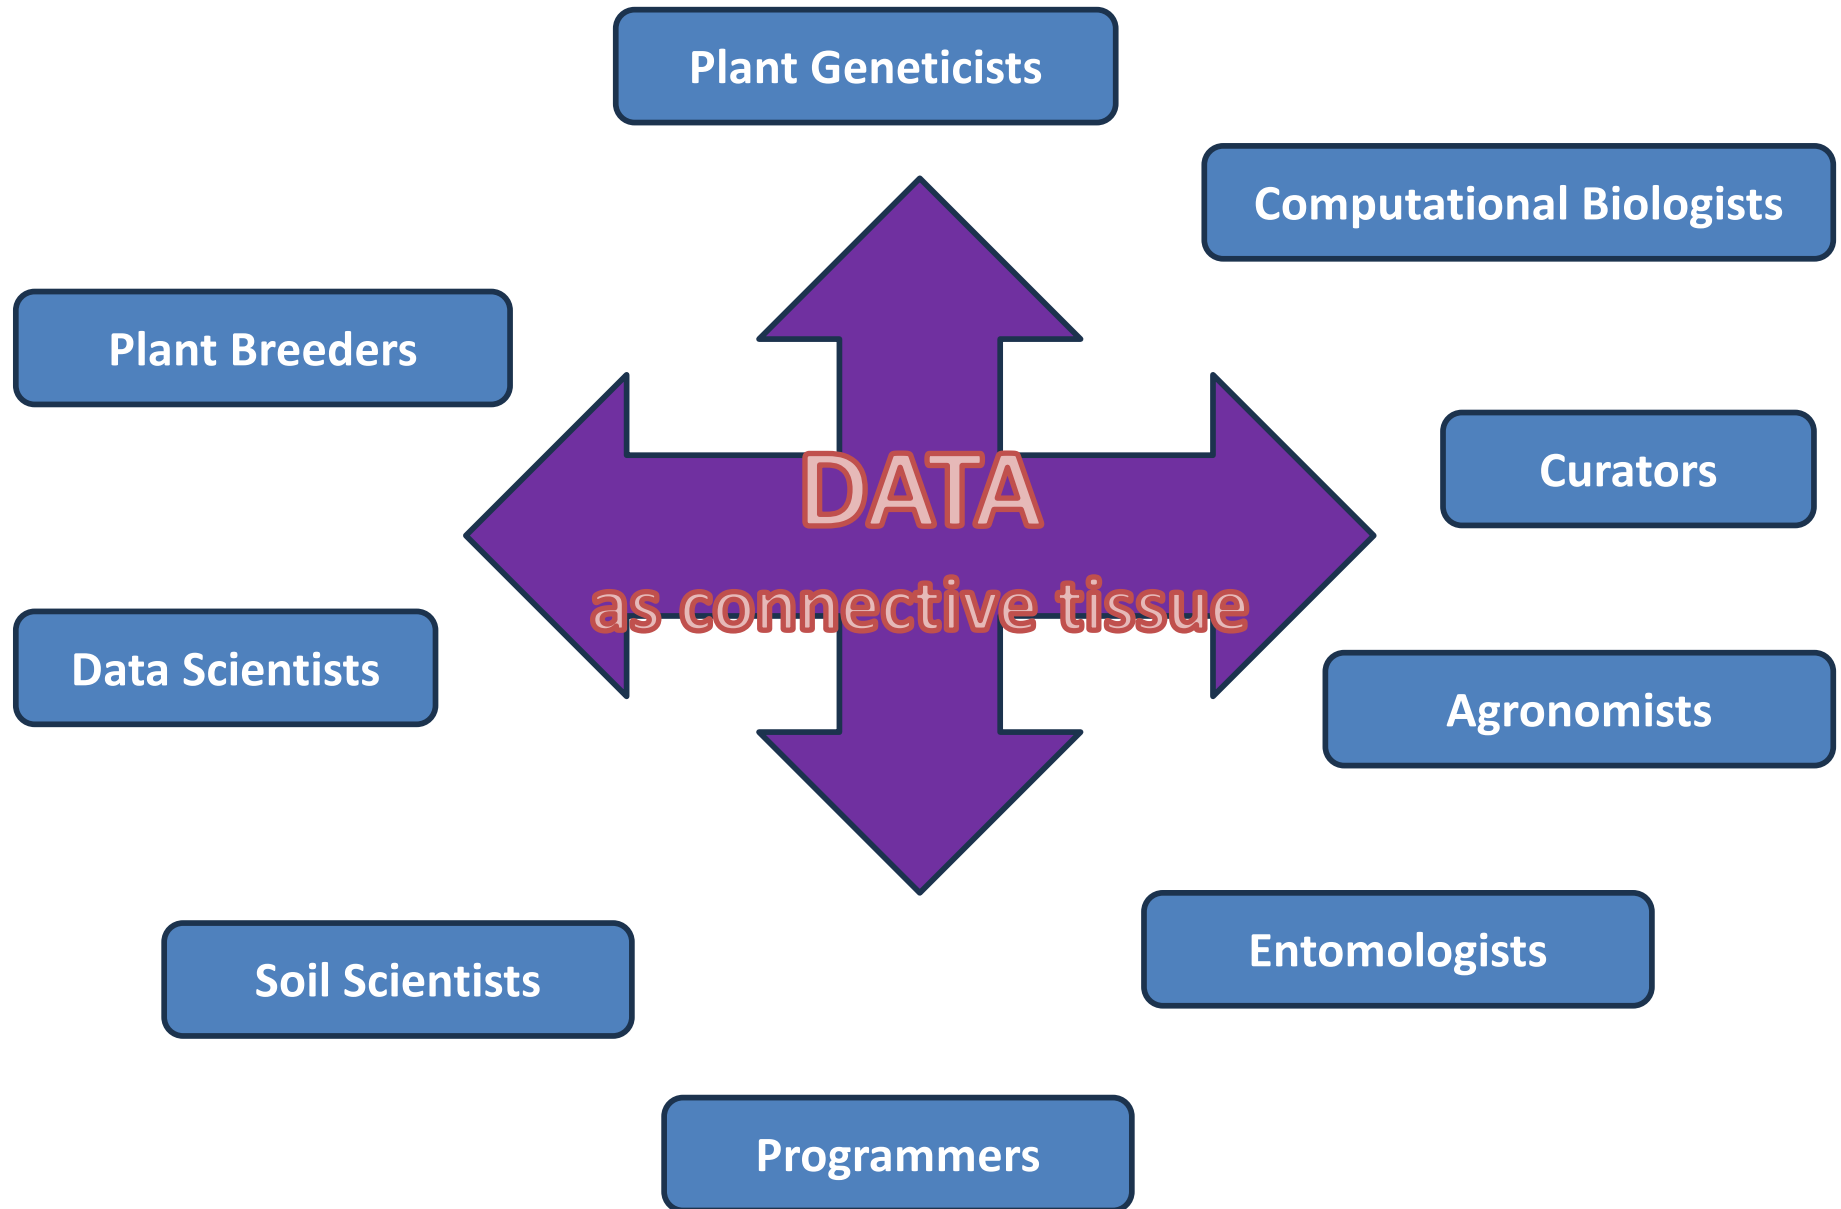 Plant Geneticists
Computational Biologists
Plant Breeders
Curators
DATA
as connective tissue
Data Scientists
Agronomists
Entomologists
Soil Scientists
Programmers